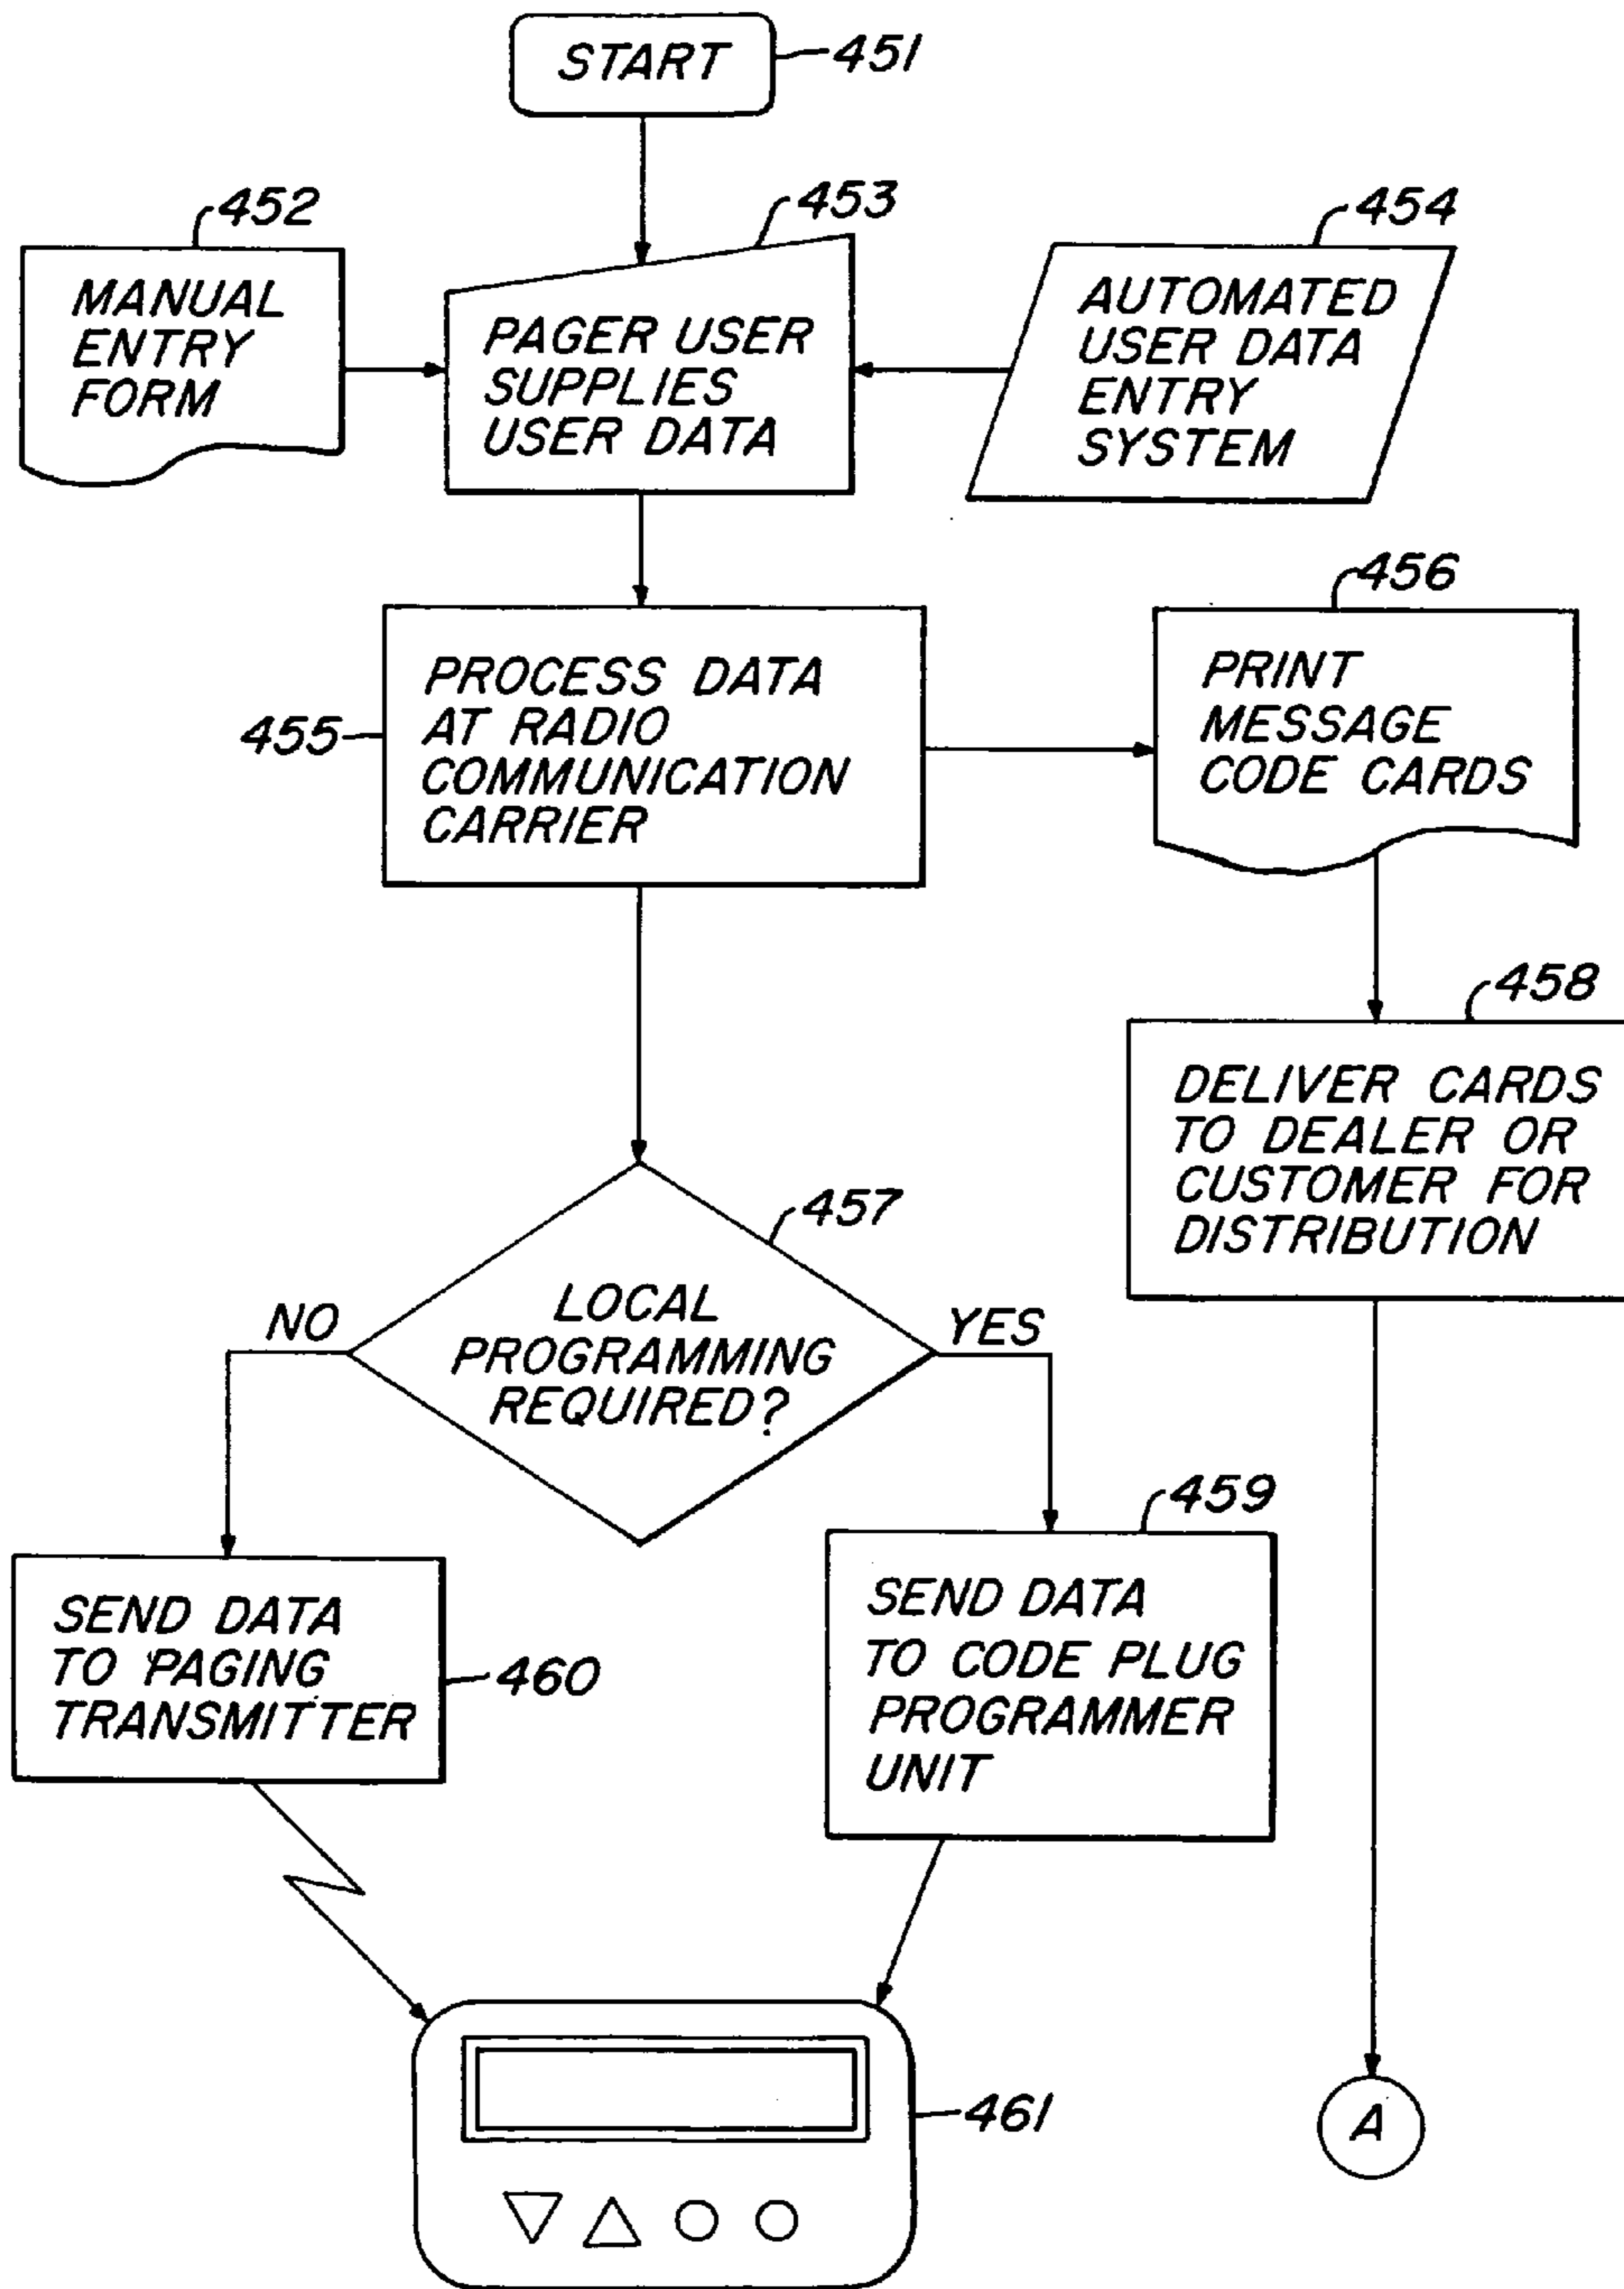 START
451
452
453
454
MANUAL
ENTRY
FORM
PAGER USER
SUPPLIES
USER DATA
AUTOMATED
USER DATA
ENTRY
SYSTEM
455
PROCESS DATA
AT RADIO
COMMUNICATION
CARRIER
456
PRINT
MESSAGE
CODE CARDS
458
DELIVER CARDS
TO DEALER OR
CUSTOMER FOR
DISTRIBUTION
457
LOCAL
PROGRAMMING
REQUIRED?
NO
YES
460
SEND DATA
TO PAGING
TRANSMITTER
459
SEND DATA
TO CODE PLUG
PROGRAMMER
UNIT
461
A